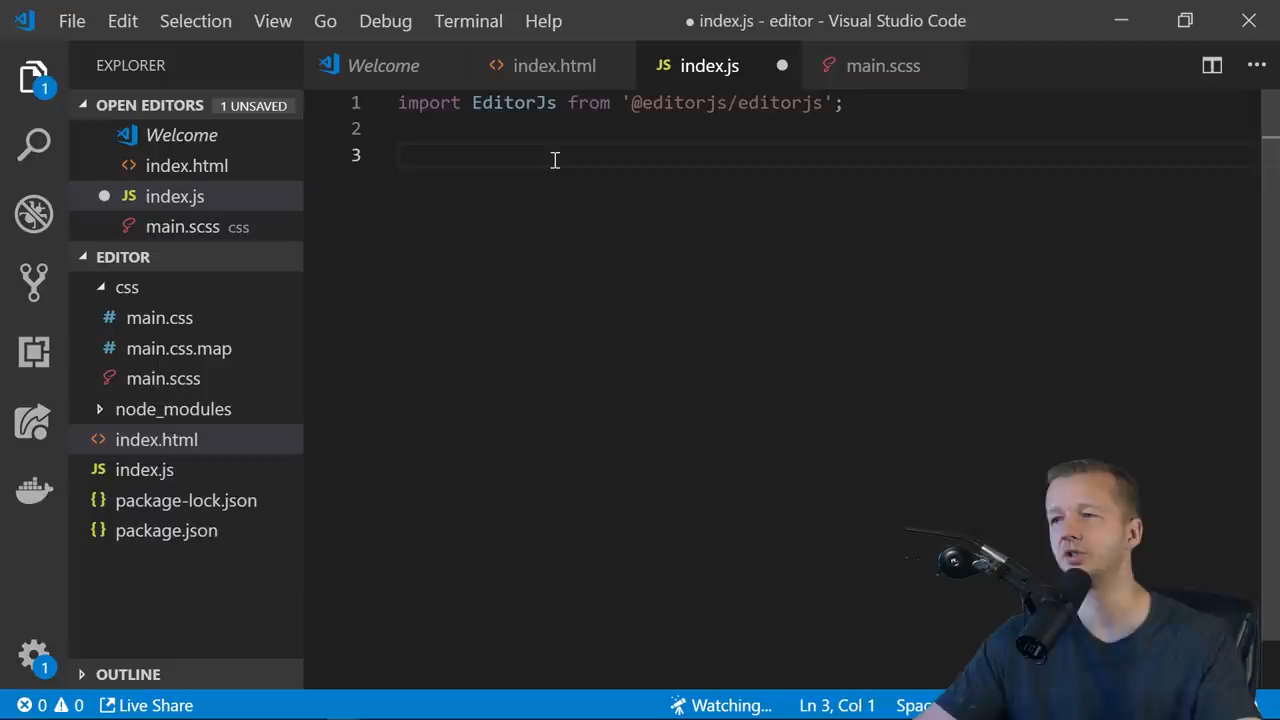 File Edit Selection View Go Debug Terminal Help ● index.js - editor - Visual Studio Code
EXPLORER
Welcome index.html JS index.js main.scss
OPEN EDITORS 1 UNSAVED
Welcome
index.html
JS index.js
main.scss css
EDITOR
css
# main.css
# main.css.map
main.scss
node_modules
index.html
JS index.js
{} package-lock.json
{} package.json
OUTLINE
1
1
1 import EditorJs from '@editorjs/editorjs';
2
3
0 0 Live Share Watching... Ln 3, Col 1